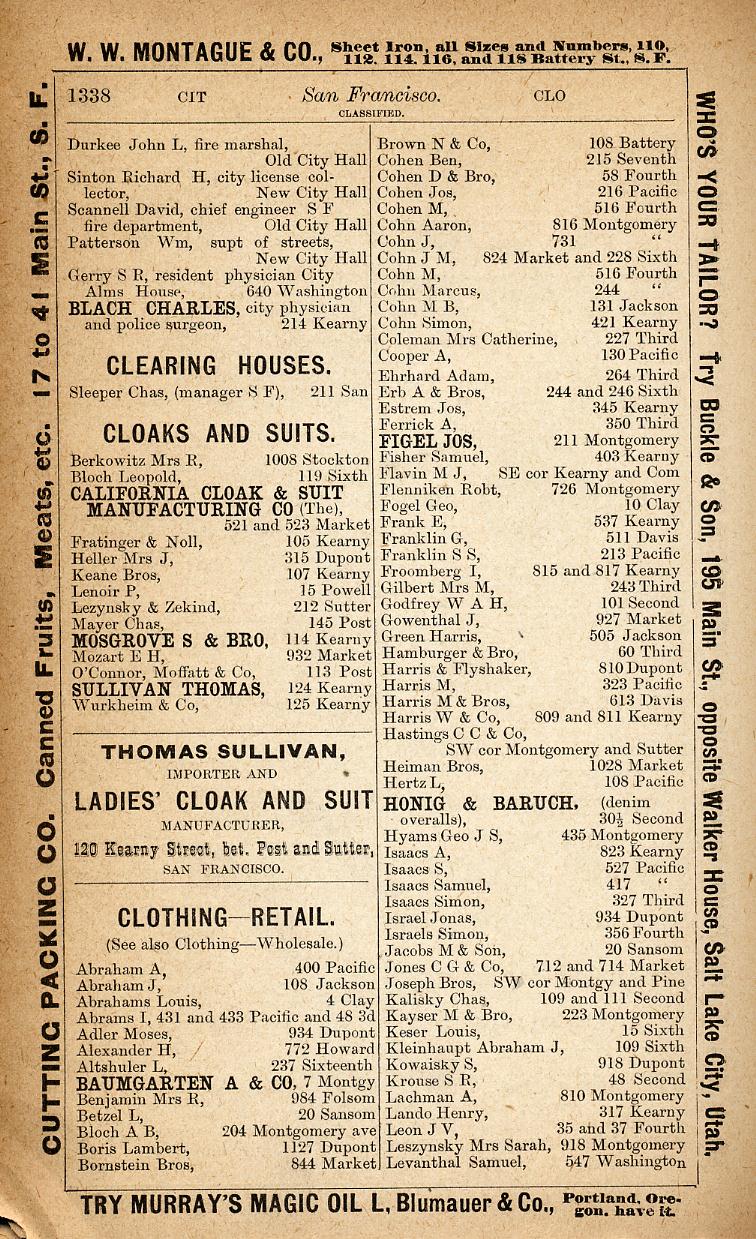 W. W. MONTAGUE & CO., Sheet Iron, all Sizes and Numbers, 110,
112, 114, 116, and 118 Battery St., S. F.
1338 CIT San Francisco. CLO
CLASSIFIED.
Durkee John L, fire marshal,
Old City Hall
Sinton Richard H, city license col-
lector, New City Hall
Scannell David, chief engineer S F
fire department, Old City Hall
Patterson Wm, supt of streets,
New City Hall
Gerry S R, resident physician City
Alms House, 640 Washington
BLACH CHARLES, city physician
and police surgeon, 214 Kearny
CLEARING HOUSES.
Sleeper Chas, (manager S F), 211 San
CLOAKS AND SUITS.
Berkowitz Mrs R, 1008 Stockton
Bloch Leopold, 119 Sixth
CALIFORNIA CLOAK & SUIT
MANUFACTURING CO (The),
521 and 523 Market
Fratinger & Noll, 105 Kearny
Heller Mrs J, 315 Dupont
Keane Bros, 107 Kearny
Lenoir P, 15 Powell
Lezynsky & Zekind, 212 Sutter
Mayer Chas, 145 Post
MOSGROVE S & BRO, 114 Kearny
Mozart E H, 932 Market
O'Connor, Moffatt & Co, 113 Post
SULLIVAN THOMAS, 124 Kearny
Wurkheim & Co, 125 Kearny
THOMAS SULLIVAN,
IMPORTER AND
LADIES' CLOAK AND SUIT
MANUFACTURER,
120 Kearny Street, bet. Post and Sutter,
SAN FRANCISCO.
CLOTHING—RETAIL.
(See also Clothing—Wholesale.)
Abraham A, 400 Pacific
Abraham J, 108 Jackson
Abrahams Louis, 4 Clay
Abrams I, 431 and 433 Pacific and 48 3d
Adler Moses, 934 Dupont
Alexander H, 772 Howard
Altshuler L, 237 Sixteenth
BAUMGARTEN A & CO, 7 Montgy
Benjamin Mrs R, 984 Folsom
Betzel L, 20 Sansom
Bloch A B, 204 Montgomery ave
Boris Lambert, 1127 Dupont
Bornstein Bros, 844 Market
Brown N & Co, 108 Battery
Cohen Ben, 215 Seventh
Cohen D & Bro, 58 Fourth
Cohen Jos, 216 Pacific
Cohen M, 516 Fourth
Cohn Aaron, 816 Montgomery
Cohn J, 731 "
Cohn J M, 824 Market and 228 Sixth
Cohn M, 516 Fourth
Cohn Marcus, 244 "
Cohn M B, 131 Jackson
Cohn Simon, 421 Kearny
Coleman Mrs Catherine, 227 Third
Cooper A, 130 Pacific
Ehrhard Adam, 264 Third
Erb A & Bros, 244 and 246 Sixth
Estrem Jos, 345 Kearny
Ferrick A, 350 Third
FIGEL JOS, 211 Montgomery
Fisher Samuel, 403 Kearny
Flavin M J, SE cor Kearny and Com
Flenniken Robt, 726 Montgomery
Fogel Geo, 10 Clay
Frank E, 537 Kearny
Franklin G, 511 Davis
Franklin S S, 213 Pacific
Froomberg I, 815 and 817 Kearny
Gilbert Mrs M, 243 Third
Godfrey W A H, 101 Second
Gowenthal J, 927 Market
Green Harris, 505 Jackson
Hamburger & Bro, 60 Third
Harris & Flyshaker, 810 Dupont
Harris M, 323 Pacific
Harris M & Bros, 613 Davis
Harris W & Co, 809 and 811 Kearny
Hastings C C & Co,
SW cor Montgomery and Sutter
Heiman Bros, 1028 Market
Hertz L, 108 Pacific
HONIG & BARUCH, (denim
overalls), 30½ Second
Hyams Geo J S, 435 Montgomery
Isaacs A, 823 Kearny
Isaacs S, 527 Pacific
Isaacs Samuel, 417 "
Isaacs Simon, 327 Third
Israel Jonas, 934 Dupont
Israels Simon, 356 Fourth
Jacobs M & Son, 20 Sansom
Jones C G & Co, 712 and 714 Market
Joseph Bros, SW cor Montgy and Pine
Kalisky Chas, 109 and 111 Second
Kayser M & Bro, 223 Montgomery
Keser Louis, 15 Sixth
Kleinhaupt Abraham J, 109 Sixth
Kowaisky S, 918 Dupont
Krouse S R, 48 Second
Lachman A, 810 Montgomery
Lando Henry, 317 Kearny
Leon J V, 35 and 37 Fourth
Leszynsky Mrs Sarah, 918 Montgomery
Levanthal Samuel, 547 Washington
CUTTING PACKING CO. Canned Fruits, Meats, etc. 17 to 41 Main St., S. F.
WHO'S YOUR TAILOR? Try Buckle & Son, 195 Main St., opposite Walker House, Salt Lake City, Utah.
TRY MURRAY'S MAGIC OIL L, Blumauer & Co., Portland, Ore-
gon, have it.